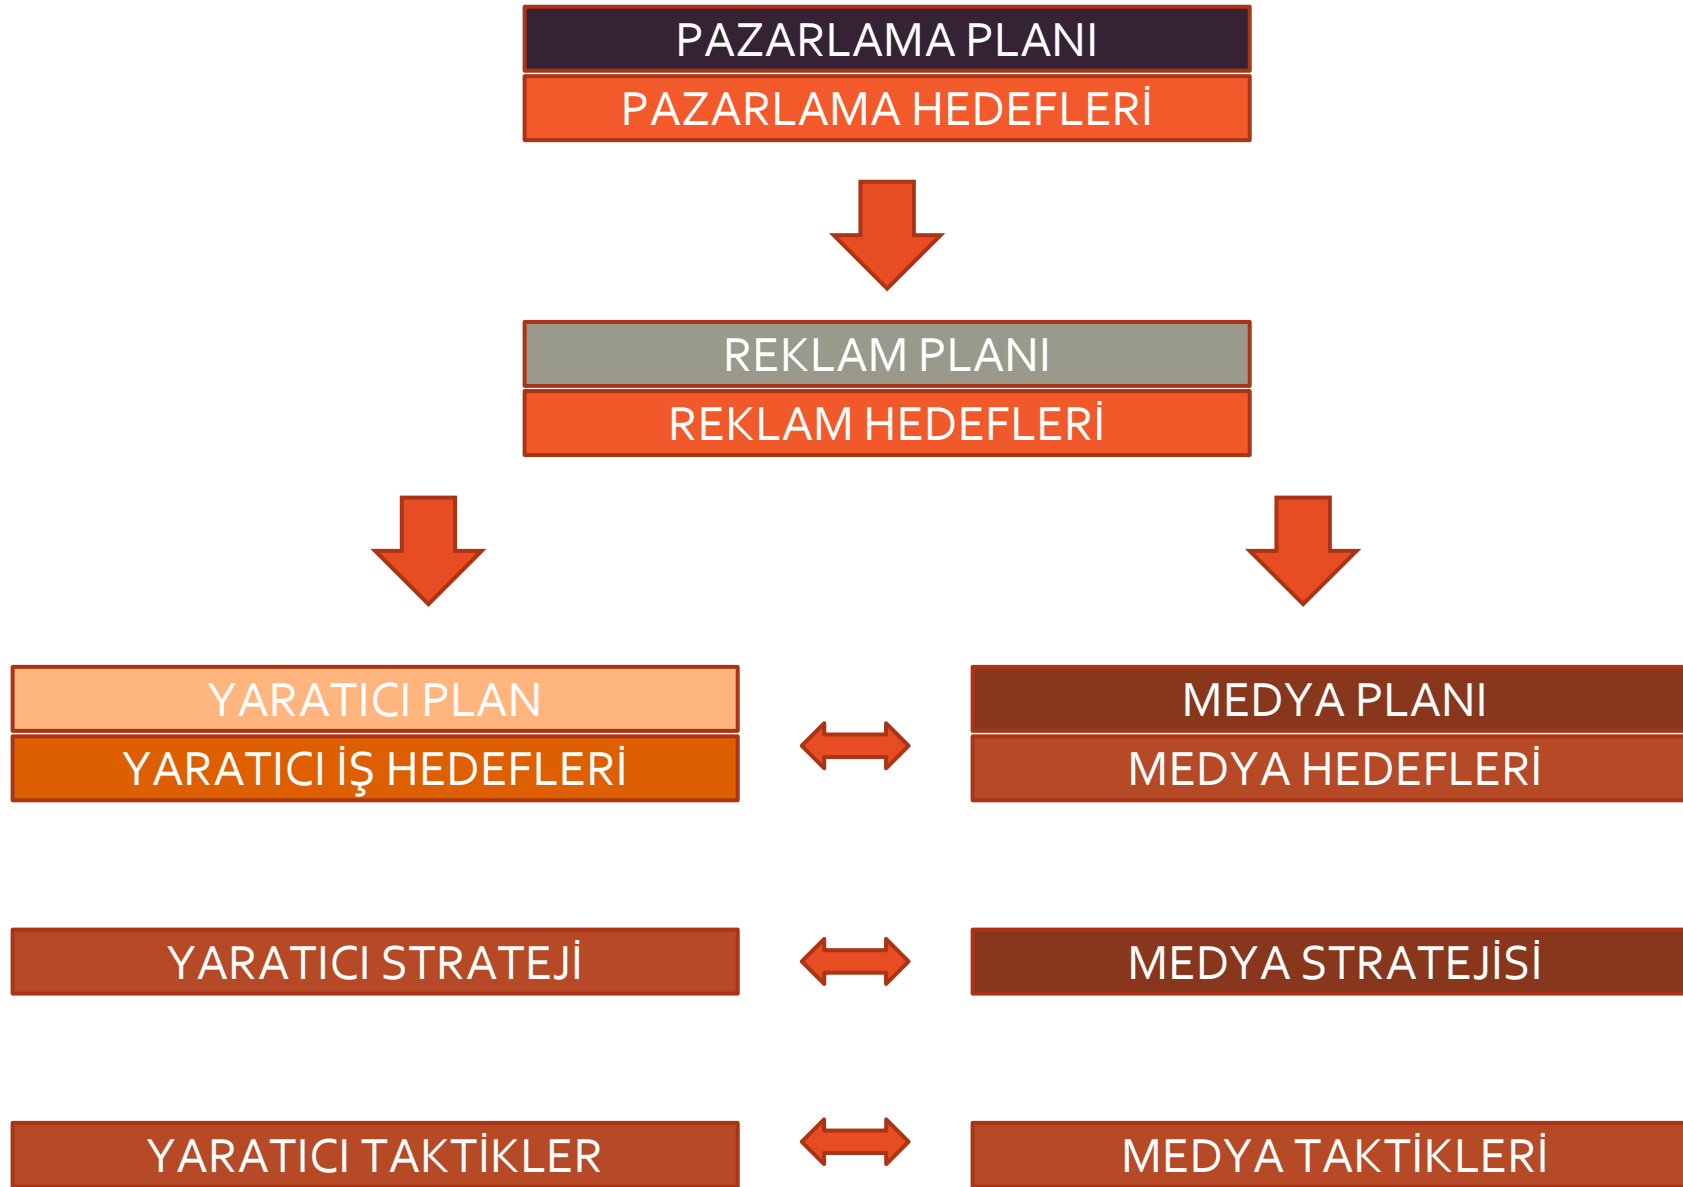 PAZARLAMA PLANI
PAZARLAMA HEDEFLERİ
REKLAM PLANI
REKLAM HEDEFLERİ
YARATICI PLAN
YARATICI İŞ HEDEFLERİ
MEDYA PLANI
MEDYA HEDEFLERİ
YARATICI STRATEJİ
MEDYA STRATEJİSİ
YARATICI TAKTİKLER
MEDYA TAKTİKLERİ